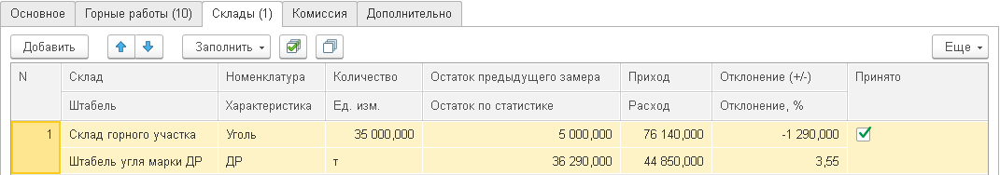 Основное Горные работы (10) Склады (1) Комиссия Дополнительно
Добавить Заполнить Еще
N Склад Номенклатура Количество Остаток предыдущего замера Приход Отклонение (+/-) Принято
Штабель Характеристика Ед. изм. Остаток по статистике Расход Отклонение, %
1 Склад горного участка Уголь 35 000,000 5 000,000 76 140,000 -1 290,000
Штабель угля марки ДР ДР т 36 290,000 44 850,000 3,55